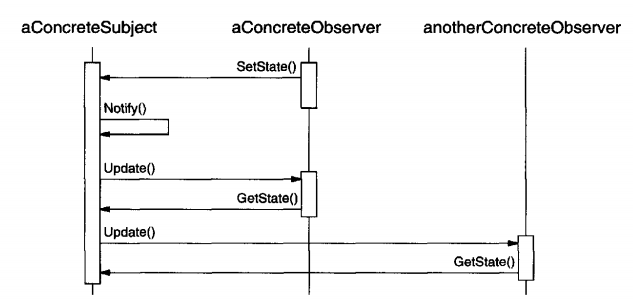 aConcreteSubject aConcreteObserver anotherConcreteObserver
SetState()
Notify()
Update()
GetState()
Update()
GetState()